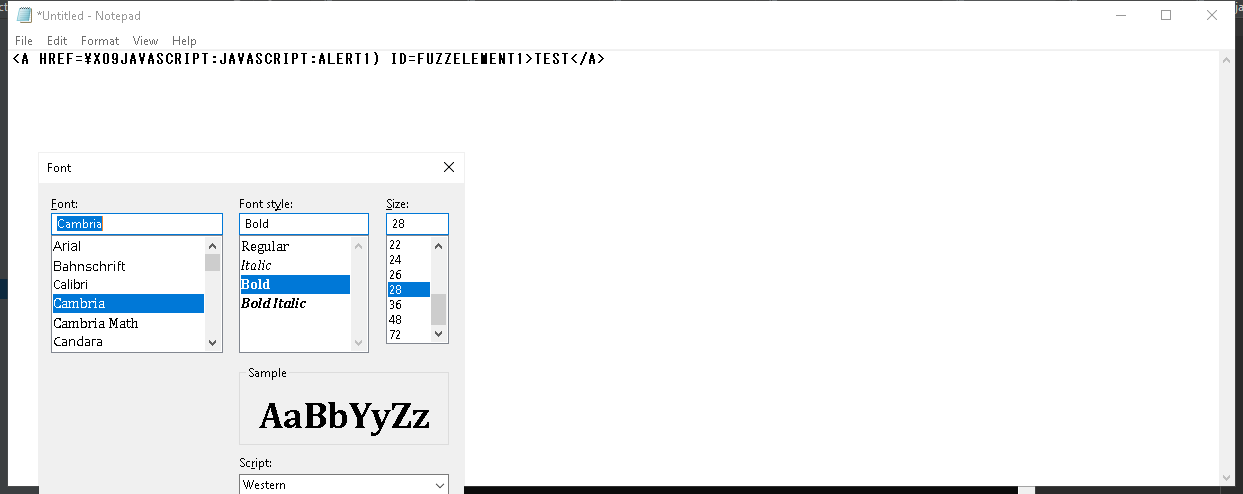 *Untitled - Notepad
File Edit Format View Help
<A HREF=¥X09JAVASCRIPT:JAVASCRIPT:ALERT1) ID=FUZZELEMENT1>TEST</A>
Font
Font: Font style: Size:
Cambria Bold 28
Arial Regular 22
Bahnschrift Italic 24
Calibri Bold 26
Cambria Bold Italic 28
Cambria Math 36
Candara 48
72
Sample
AaBbYyZz
Script:
Western